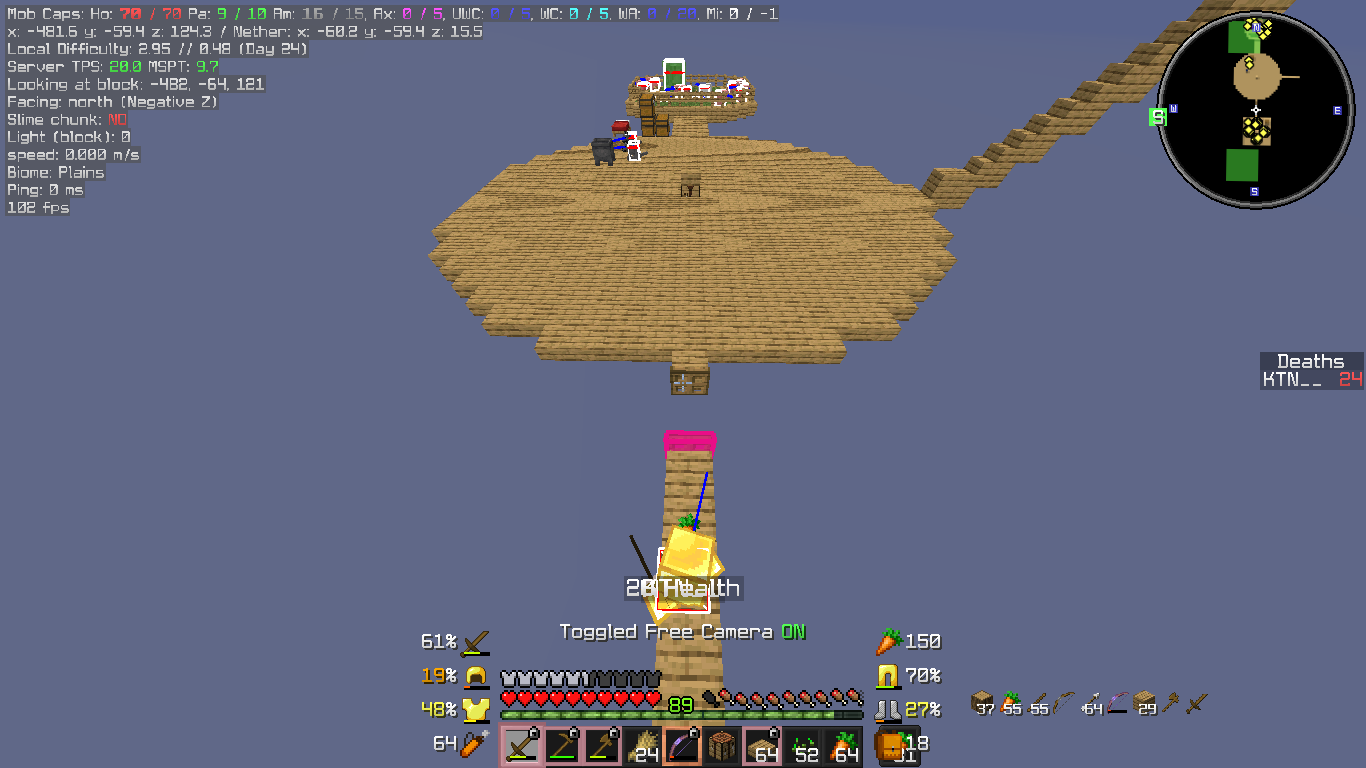 Mob Caps: Ho: 70 / 70 Pa: 9 / 10 Am: 16 / 15, Ax: 0 / 5, UWC: 0 / 5, WC: 0 / 5, WA: 0 / 20, Mi: 0 / -1
x: -481.6 y: -59.4 z: 124.3 / Nether: x: -60.2 y: -59.4 z: 15.5
Local Difficulty: 2.95 // 0.48 (Day 24)
Server TPS: 20.0 MSPT: 9.7
Looking at block: -482, -64, 121
Facing: north (Negative Z)
Slime chunk: NO
Light (block): 0
speed: 0.000 m/s
Biome: Plains
Ping: 0 ms
102 fps
N
W
E
S
S
Deaths
KTN__ 24
Health
Toggled Free Camera ON
61%
150
19%
70%
48%
27%
64
18
89
37 55 55 64 29
24 64 52 64 31